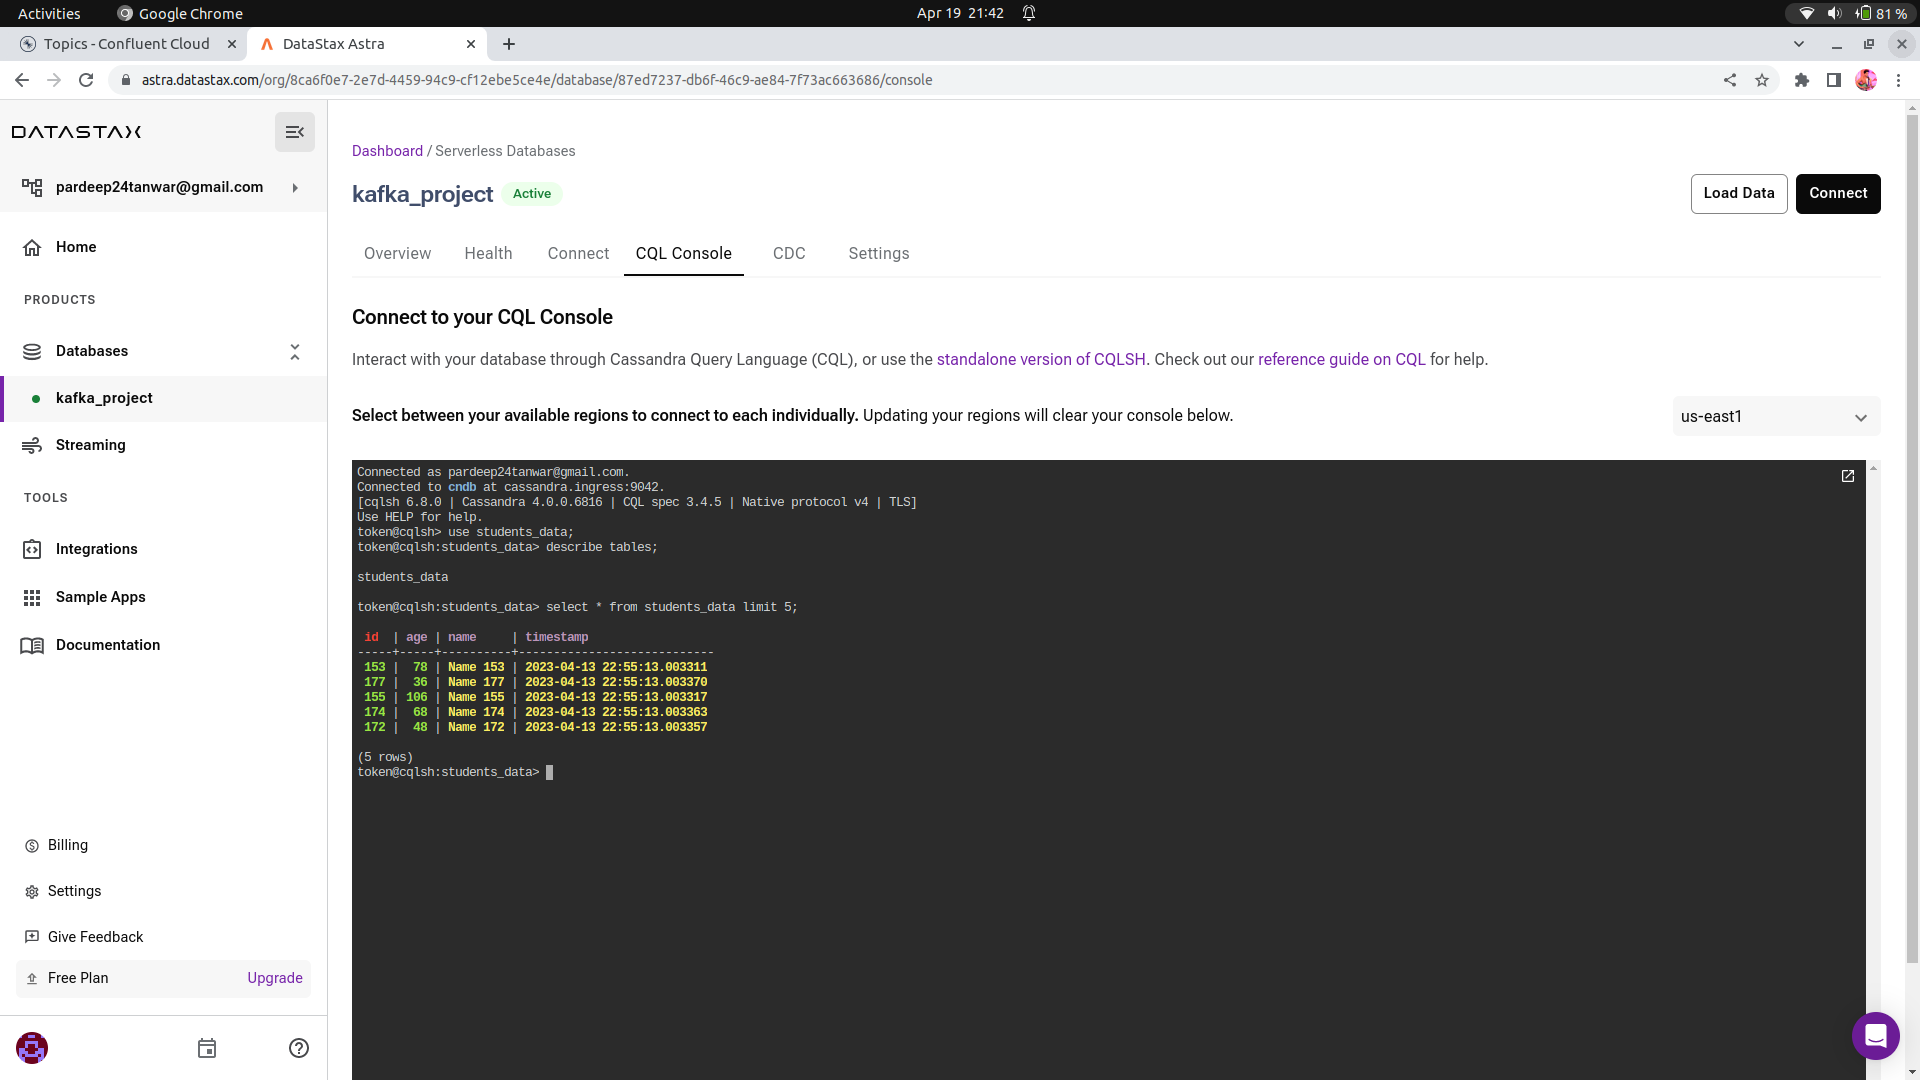 Activities Google Chrome Apr 19 21:42 81 %
Topics - Confluent Cloud DataStax Astra
astra.datastax.com/org/8ca6f0e7-2e7d-4459-94c9-cf12ebe5ce4e/database/87ed7237-db6f-46c9-ae84-7f73ac663686/console
DATASTAX
pardeep24tanwar@gmail.com
Home
PRODUCTS
Databases
kafka_project
Streaming
TOOLS
Integrations
Sample Apps
Documentation
Billing
Settings
Give Feedback
Free Plan Upgrade
Dashboard / Serverless Databases
kafka_project Active Load Data Connect
Overview Health Connect CQL Console CDC Settings
Connect to your CQL Console
Interact with your database through Cassandra Query Language (CQL), or use the standalone version of CQLSH. Check out our reference guide on CQL for help.
Select between your available regions to connect to each individually. Updating your regions will clear your console below. us-east1
Connected as pardeep24tanwar@gmail.com.
Connected to cndb at cassandra.ingress:9042.
[cqlsh 6.8.0 | Cassandra 4.0.0.6816 | CQL spec 3.4.5 | Native protocol v4 | TLS]
Use HELP for help.
token@cqlsh> use students_data;
token@cqlsh:students_data> describe tables;
students_data
token@cqlsh:students_data> select * from students_data limit 5;
id | age | name | timestamp
-----+-----+----------+----------------------------
153 | 78 | Name 153 | 2023-04-13 22:55:13.003311
177 | 36 | Name 177 | 2023-04-13 22:55:13.003370
155 | 106 | Name 155 | 2023-04-13 22:55:13.003317
174 | 68 | Name 174 | 2023-04-13 22:55:13.003363
172 | 48 | Name 172 | 2023-04-13 22:55:13.003357
(5 rows)
token@cqlsh:students_data>